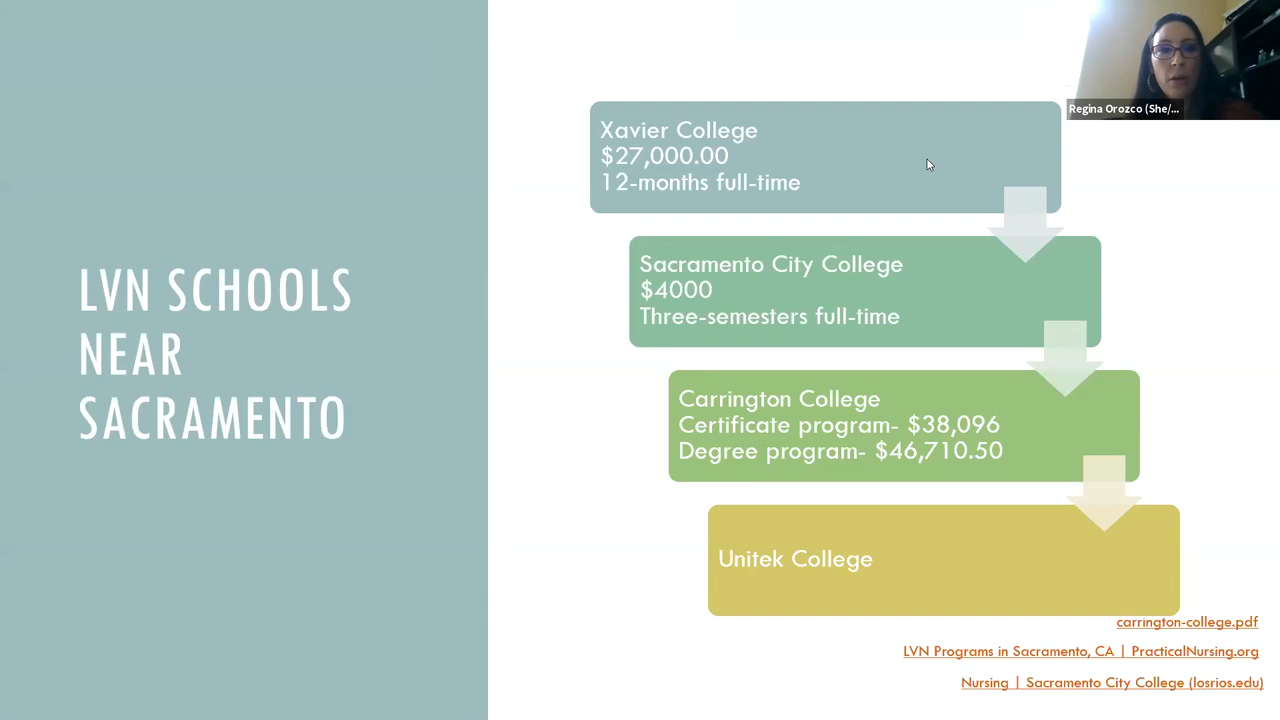 LVN SCHOOLS
NEAR
SACRAMENTO
Xavier College
$27,000.00
12-months full-time
Sacramento City College
$4000
Three-semesters full-time
Carrington College
Certificate program- $38,096
Degree program- $46,710.50
Unitek College
carrington-college.pdf
LVN Programs in Sacramento, CA | PracticalNursing.org
Nursing | Sacramento City College (losrios.edu)
Regina Orozco (She/...